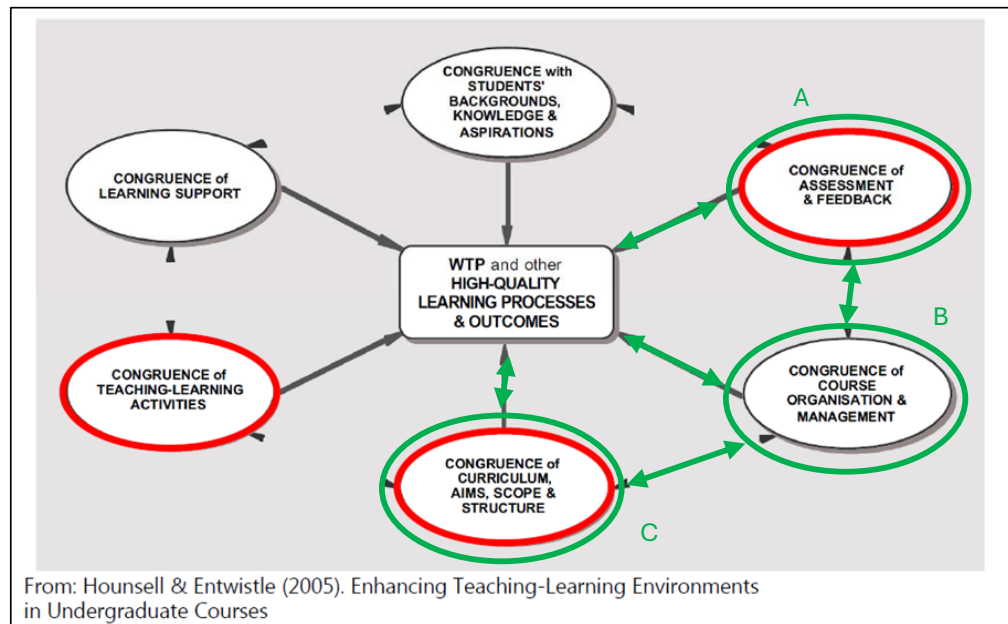 CONGRUENCE with
STUDENTS'
BACKGROUNDS,
KNOWLEDGE &
ASPIRATIONS
A
CONGRUENCE of
LEARNING SUPPORT
CONGRUENCE of
ASSESSMENT
& FEEDBACK
WTP and other
HIGH-QUALITY
LEARNING PROCESSES
& OUTCOMES
B
CONGRUENCE of
TEACHING-LEARNING
ACTIVITIES
CONGRUENCE of
COURSE
ORGANISATION &
MANAGEMENT
CONGRUENCE of
CURRICULUM,
AIMS, SCOPE &
STRUCTURE
C
From: Hounsell & Entwistle (2005). Enhancing Teaching-Learning Environments
in Undergraduate Courses